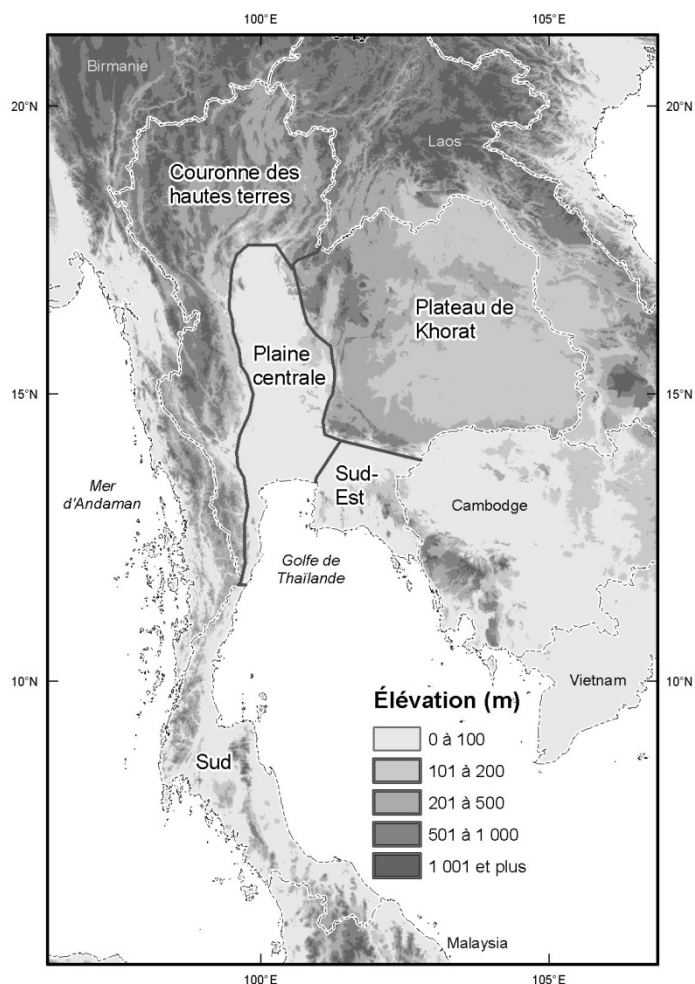 100°E
105°E
Birmanie
20°N
20°N
Laos
Couronne des
hautes terres
Plateau de
Khorat
Plaine
centrale
15°N
15°N
Mer
d'Andaman
Sud-
Est
Cambodge
Golfe de
Thaïlande
10°N
10°N
Vietnam
Élévation (m)
0 à 100
101 à 200
201 à 500
501 à 1 000
1 001 et plus
Sud
Malaysia
100°E
105°E